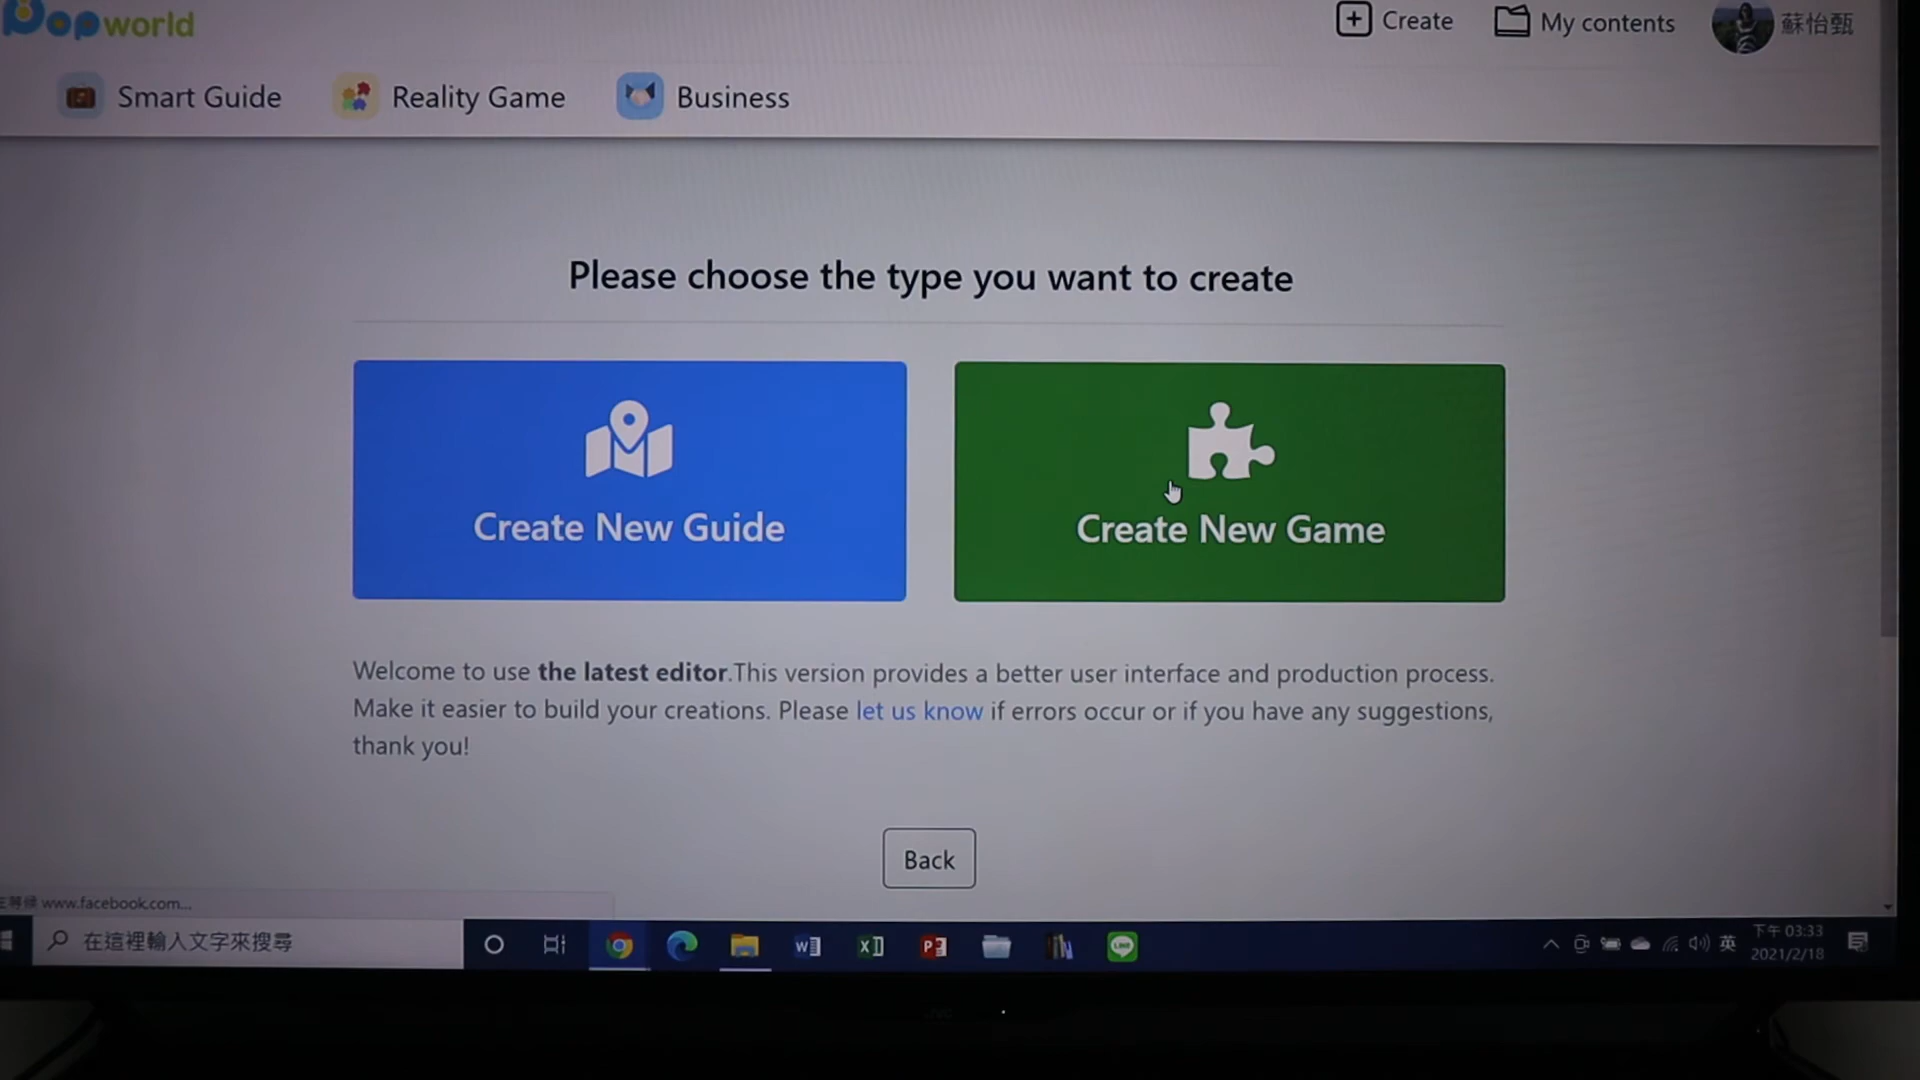 Popworld
Create
My contents
蘇怡甄
Smart Guide
Reality Game
Business
Please choose the type you want to create
Create New Guide
Create New Game
Welcome to use the latest editor.This version provides a better user interface and production process.
Make it easier to build your creations. Please let us know if errors occur or if you have any suggestions,
thank you!
Back
www.facebook.com...
在這裡輸入文字來搜尋
英
下午 03:33
2021/2/18
JVC